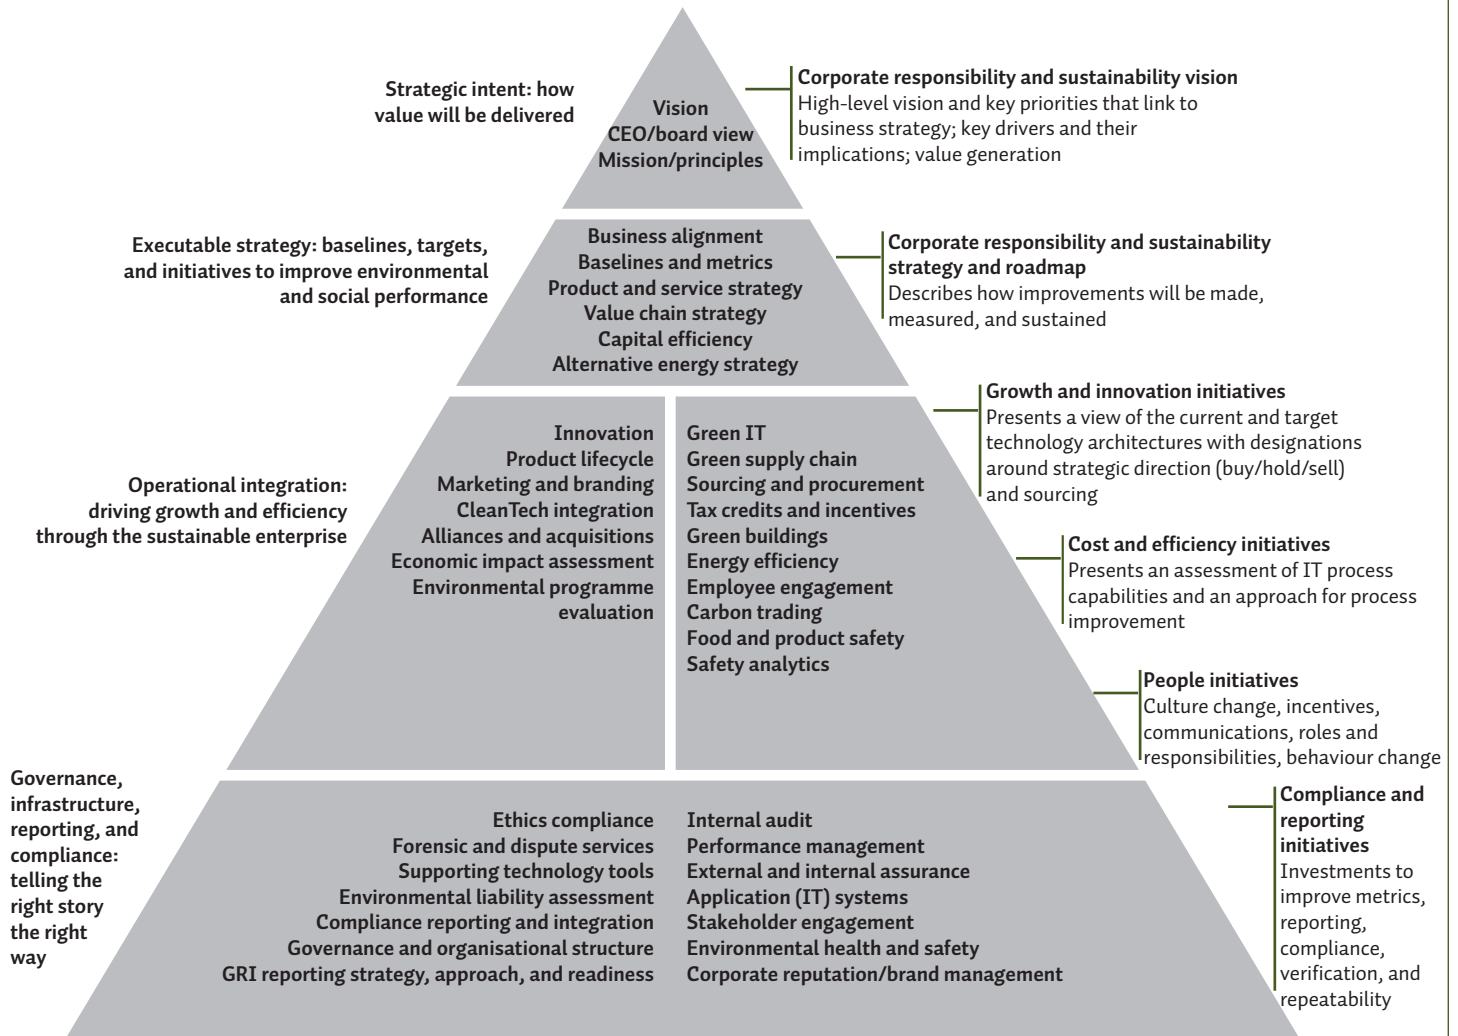 Strategic intent: how
value will be delivered
Vision
CEO/board view
Mission/principles
Corporate responsibility and sustainability vision
High-level vision and key priorities that link to
business strategy; key drivers and their
implications; value generation
Executable strategy: baselines, targets,
and initiatives to improve environmental
and social performance
Business alignment
Baselines and metrics
Product and service strategy
Value chain strategy
Capital efficiency
Alternative energy strategy
Corporate responsibility and sustainability
strategy and roadmap
Describes how improvements will be made,
measured, and sustained
Operational integration:
driving growth and efficiency
through the sustainable enterprise
Innovation
Product lifecycle
Marketing and branding
CleanTech integration
Alliances and acquisitions
Economic impact assessment
Environmental programme
evaluation
Green IT
Green supply chain
Sourcing and procurement
Tax credits and incentives
Green buildings
Energy efficiency
Employee engagement
Carbon trading
Food and product safety
Safety analytics
Growth and innovation initiatives
Presents a view of the current and target
technology architectures with designations
around strategic direction (buy/hold/sell)
and sourcing
Cost and efficiency initiatives
Presents an assessment of IT process
capabilities and an approach for process
improvement
People initiatives
Culture change, incentives,
communications, roles and
responsibilities, behaviour change
Governance,
infrastructure,
reporting, and
compliance:
telling the
right story
the right
way
Ethics compliance
Forensic and dispute services
Supporting technology tools
Environmental liability assessment
Compliance reporting and integration
Governance and organisational structure
GRI reporting strategy, approach, and readiness
Internal audit
Performance management
External and internal assurance
Application (IT) systems
Stakeholder engagement
Environmental health and safety
Corporate reputation/brand management
Compliance and
reporting
initiatives
Investments to
improve metrics,
reporting,
compliance,
verification, and
repeatability